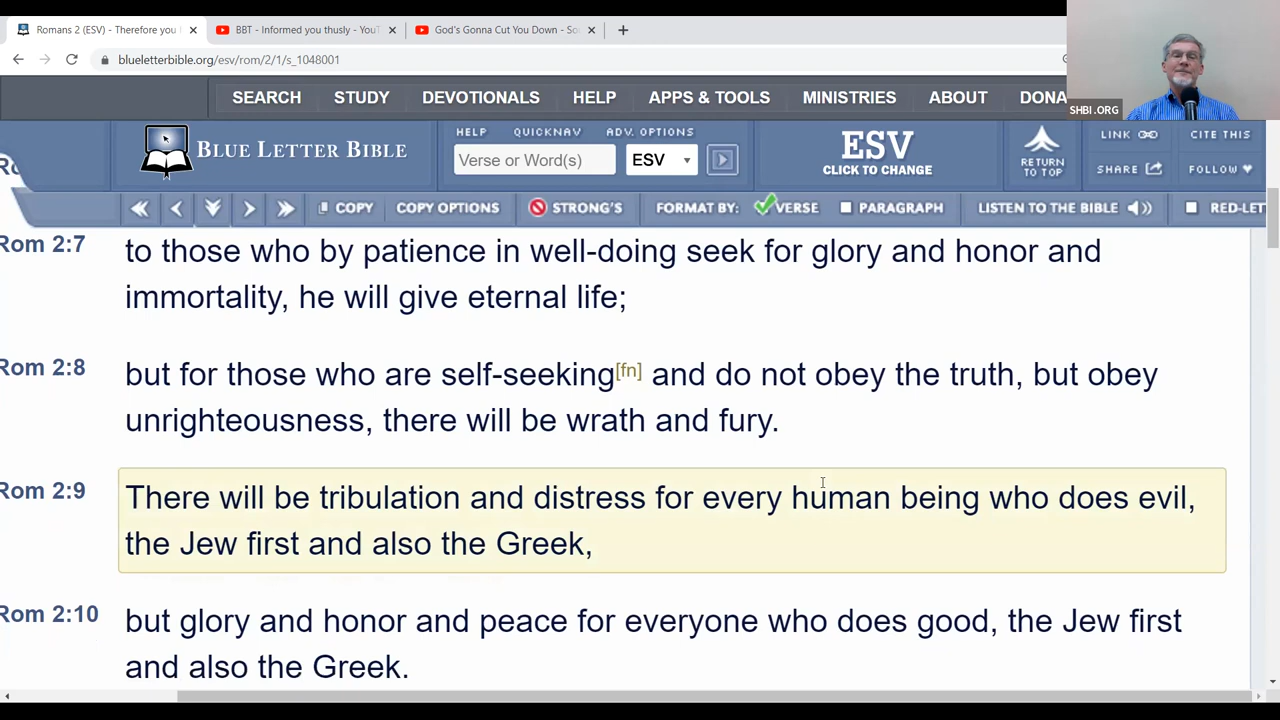 Romans 2 (ESV) - Therefore you
BBT - Informed you thusly - YouT
God's Gonna Cut You Down - So
blueletterbible.org/esv/rom/2/1/s_1048001
SHBI.ORG
SEARCH STUDY DEVOTIONALS HELP APPS & TOOLS MINISTRIES ABOUT DONA
BLUE LETTER BIBLE
HELP QUICKNAV ADV. OPTIONS
Verse or Word(s) ESV
ESV
CLICK TO CHANGE
RETURN
TO TOP
LINK CITE THIS
SHARE FOLLOW
Ro
COPY COPY OPTIONS STRONG'S FORMAT BY: VERSE PARAGRAPH LISTEN TO THE BIBLE RED-LET
Rom 2:7 to those who by patience in well-doing seek for glory and honor and
immortality, he will give eternal life;
Rom 2:8 but for those who are self-seeking[fn] and do not obey the truth, but obey
unrighteousness, there will be wrath and fury.
Rom 2:9 There will be tribulation and distress for every human being who does evil,
the Jew first and also the Greek,
Rom 2:10 but glory and honor and peace for everyone who does good, the Jew first
and also the Greek.